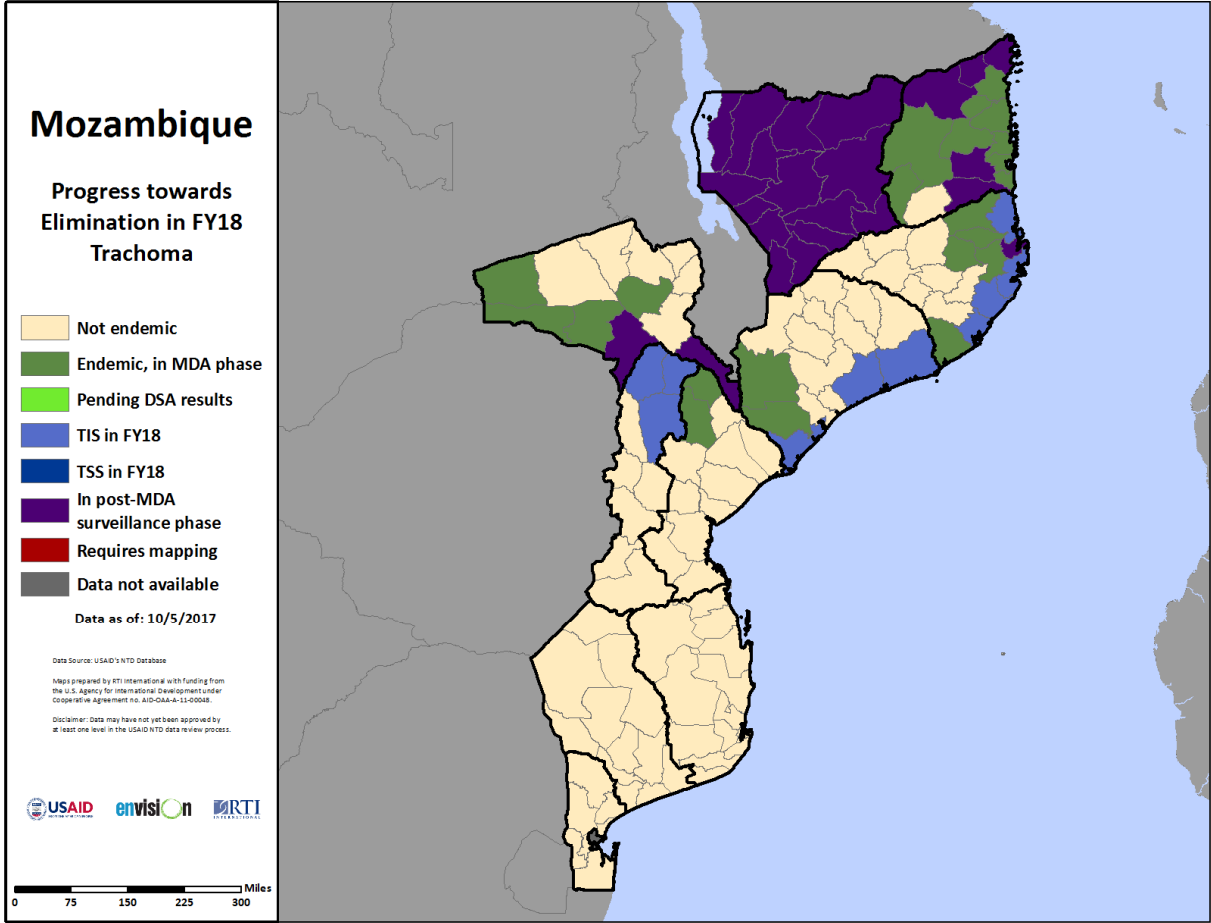 Mozambique
Progress towards
Elimination in FY18
Trachoma
Not endemic
Endemic, in MDA phase
Pending DSA results
TIS in FY18
TSS in FY18
In post-MDA
surveillance phase
Requires mapping
Data not available
Data as of: 10/5/2017
Data Source: USAID's NTD Database
Maps prepared by RTI International with funding from
the U.S. Agency for International Development under
Cooperative Agreement no. AID-OAA-A-11-00048.
Disclaimer: Data may have not yet been approved by
at least one level in the USAID NTD data review process.
USAID
envision
RTI
INTERNATIONAL
Miles
0 75 150 225 300